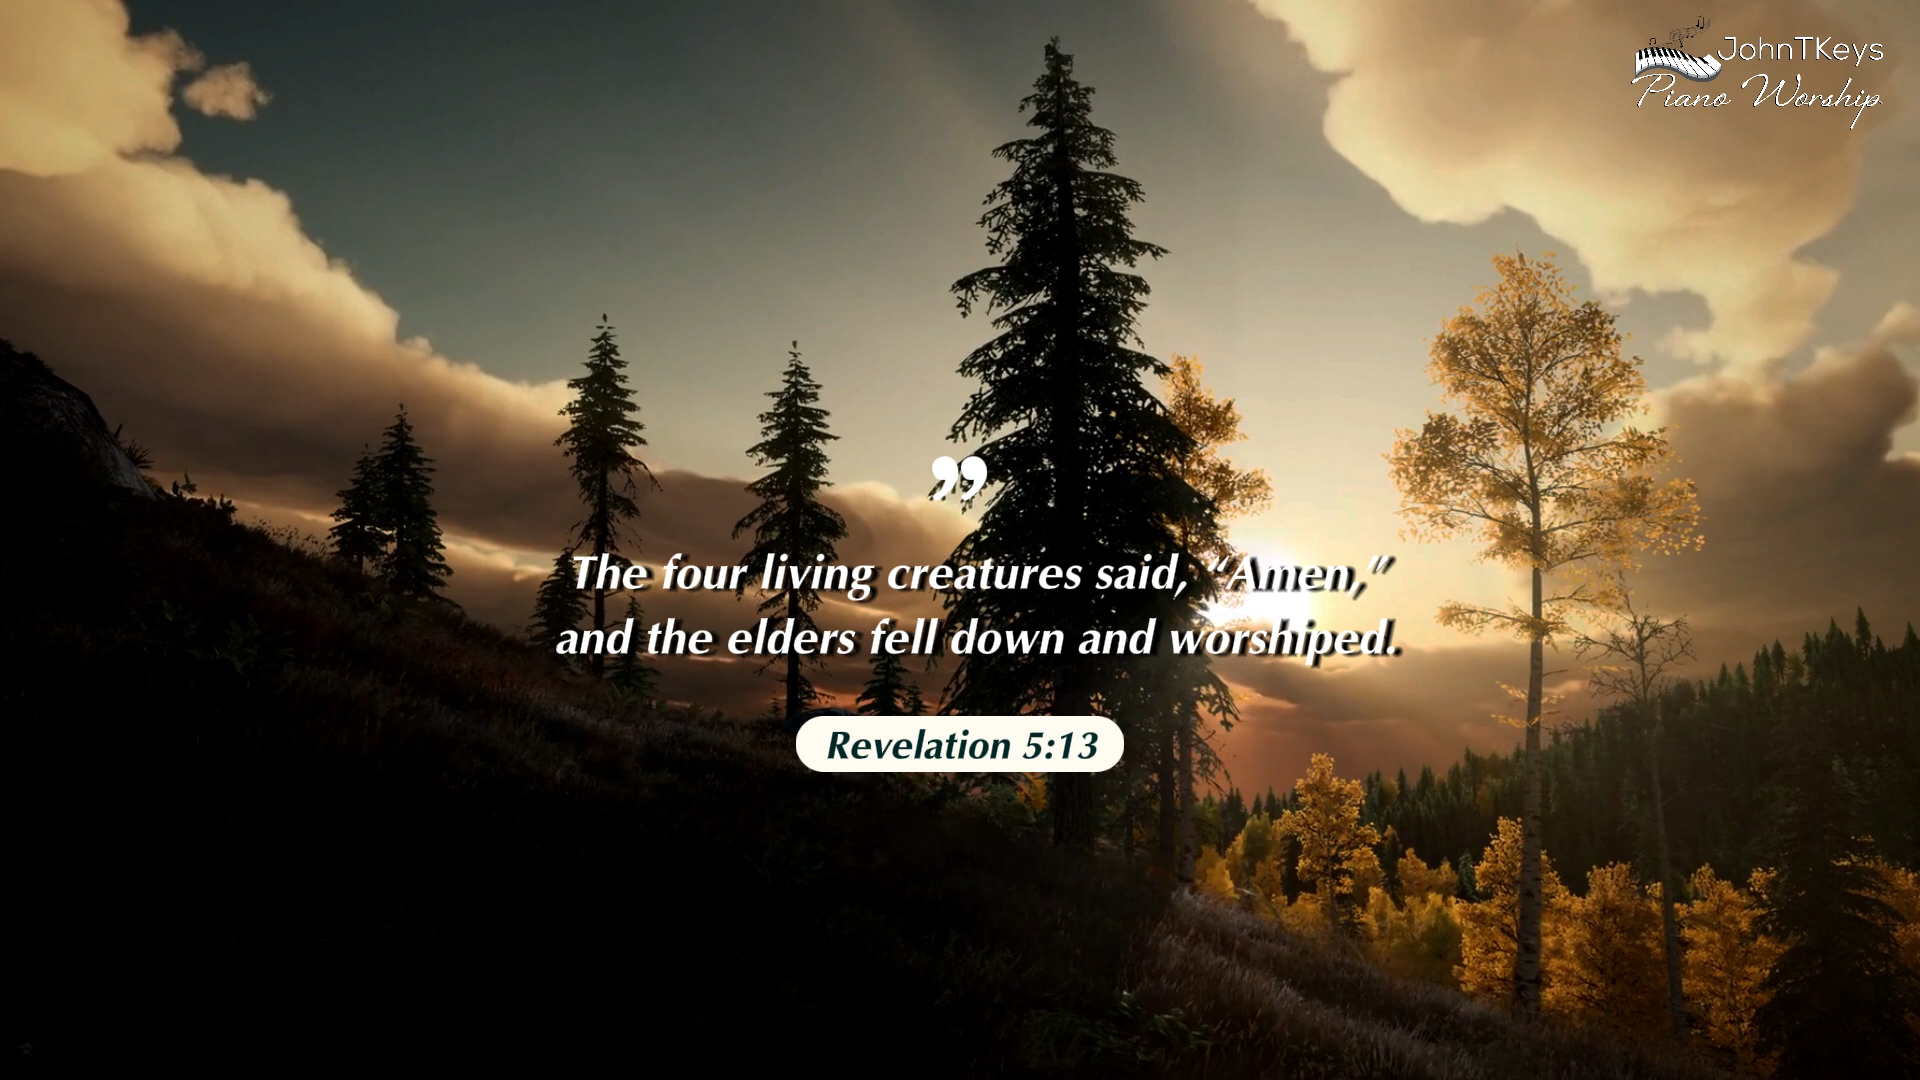 JohnTKeys
Piano Worship
”
The four living creatures said, “Amen,”
and the elders fell down and worshiped.
Revelation 5:13